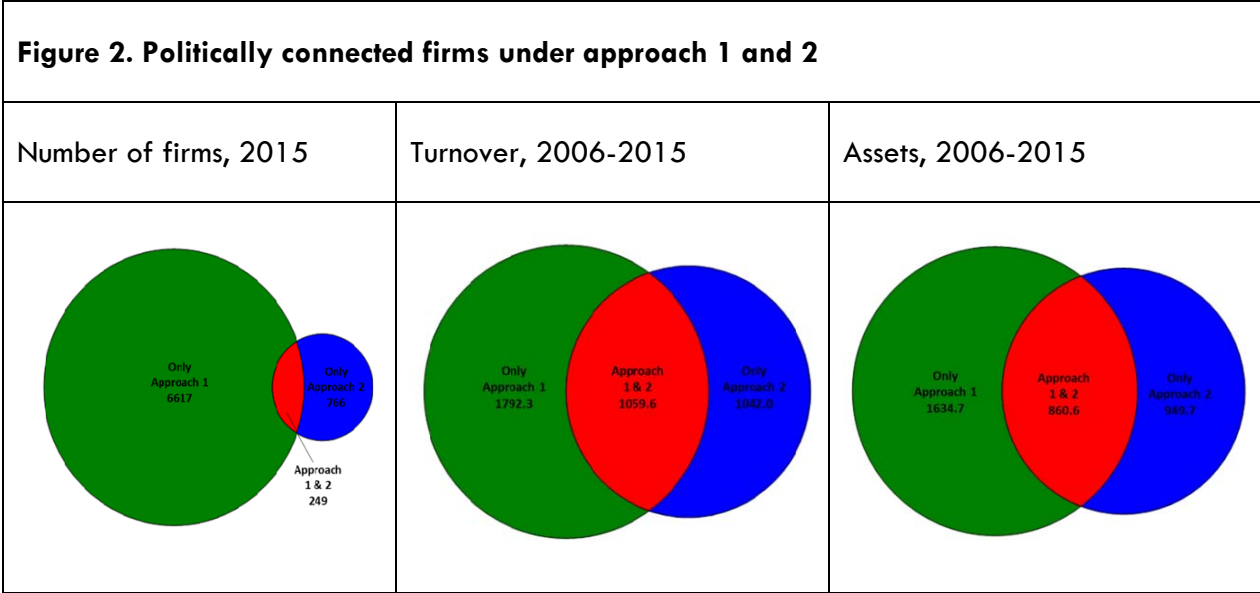 Figure 2. Politically connected firms under approach 1 and 2
Number of firms, 2015
Turnover, 2006-2015
Assets, 2006-2015
Only
Approach 1
6617
Only
Approach 2
766
Approach
1 & 2
249
Only
Approach 1
1792.3
Approach
1 & 2
1059.6
Only
Approach 2
1042.0
Only
Approach 1
1634.7
Approach
1 & 2
860.6
Only
Approach 2
949.7